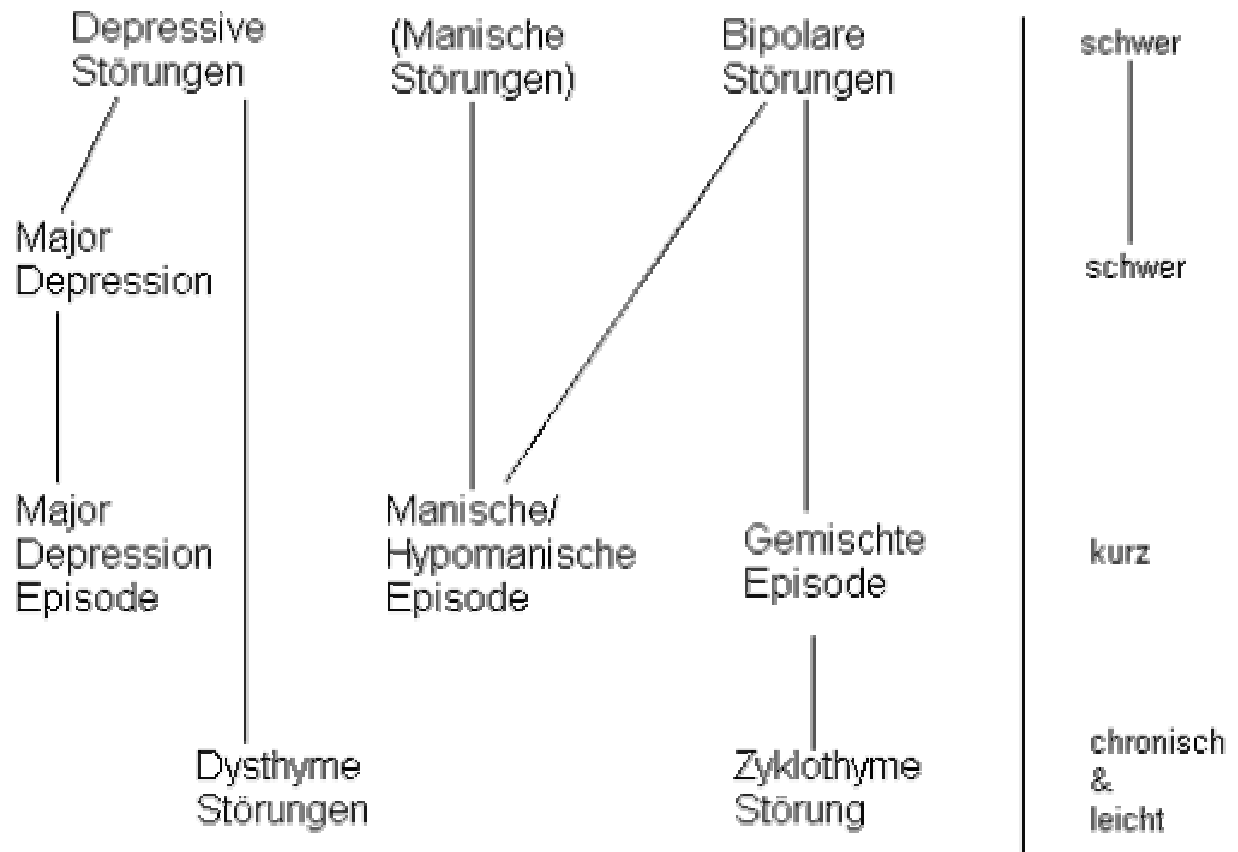 Depressive
Störungen
(Manische
Störungen)
Bipolare
Störungen
schwer
Major
Depression
schwer
Major
Depression
Episode
Manische/
Hypomanische
Episode
Gemischte
Episode
kurz
Dysthyme
Störungen
Zyklothyme
Störung
chronisch
&
leicht